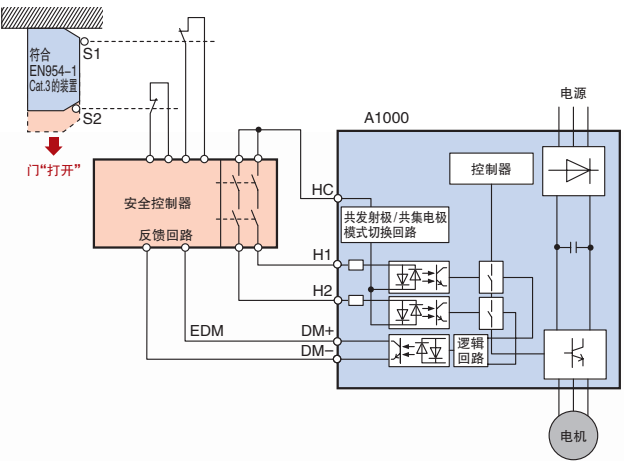 符合
EN954-1
Cat.3的装置
S1
S2
门“打开”
安全控制器
反馈回路
EDM
A1000
HC
H1
H2
DM+
DM-
共发射极/共集电极
模式切换回路
控制器
逻辑
回路
电源
电机